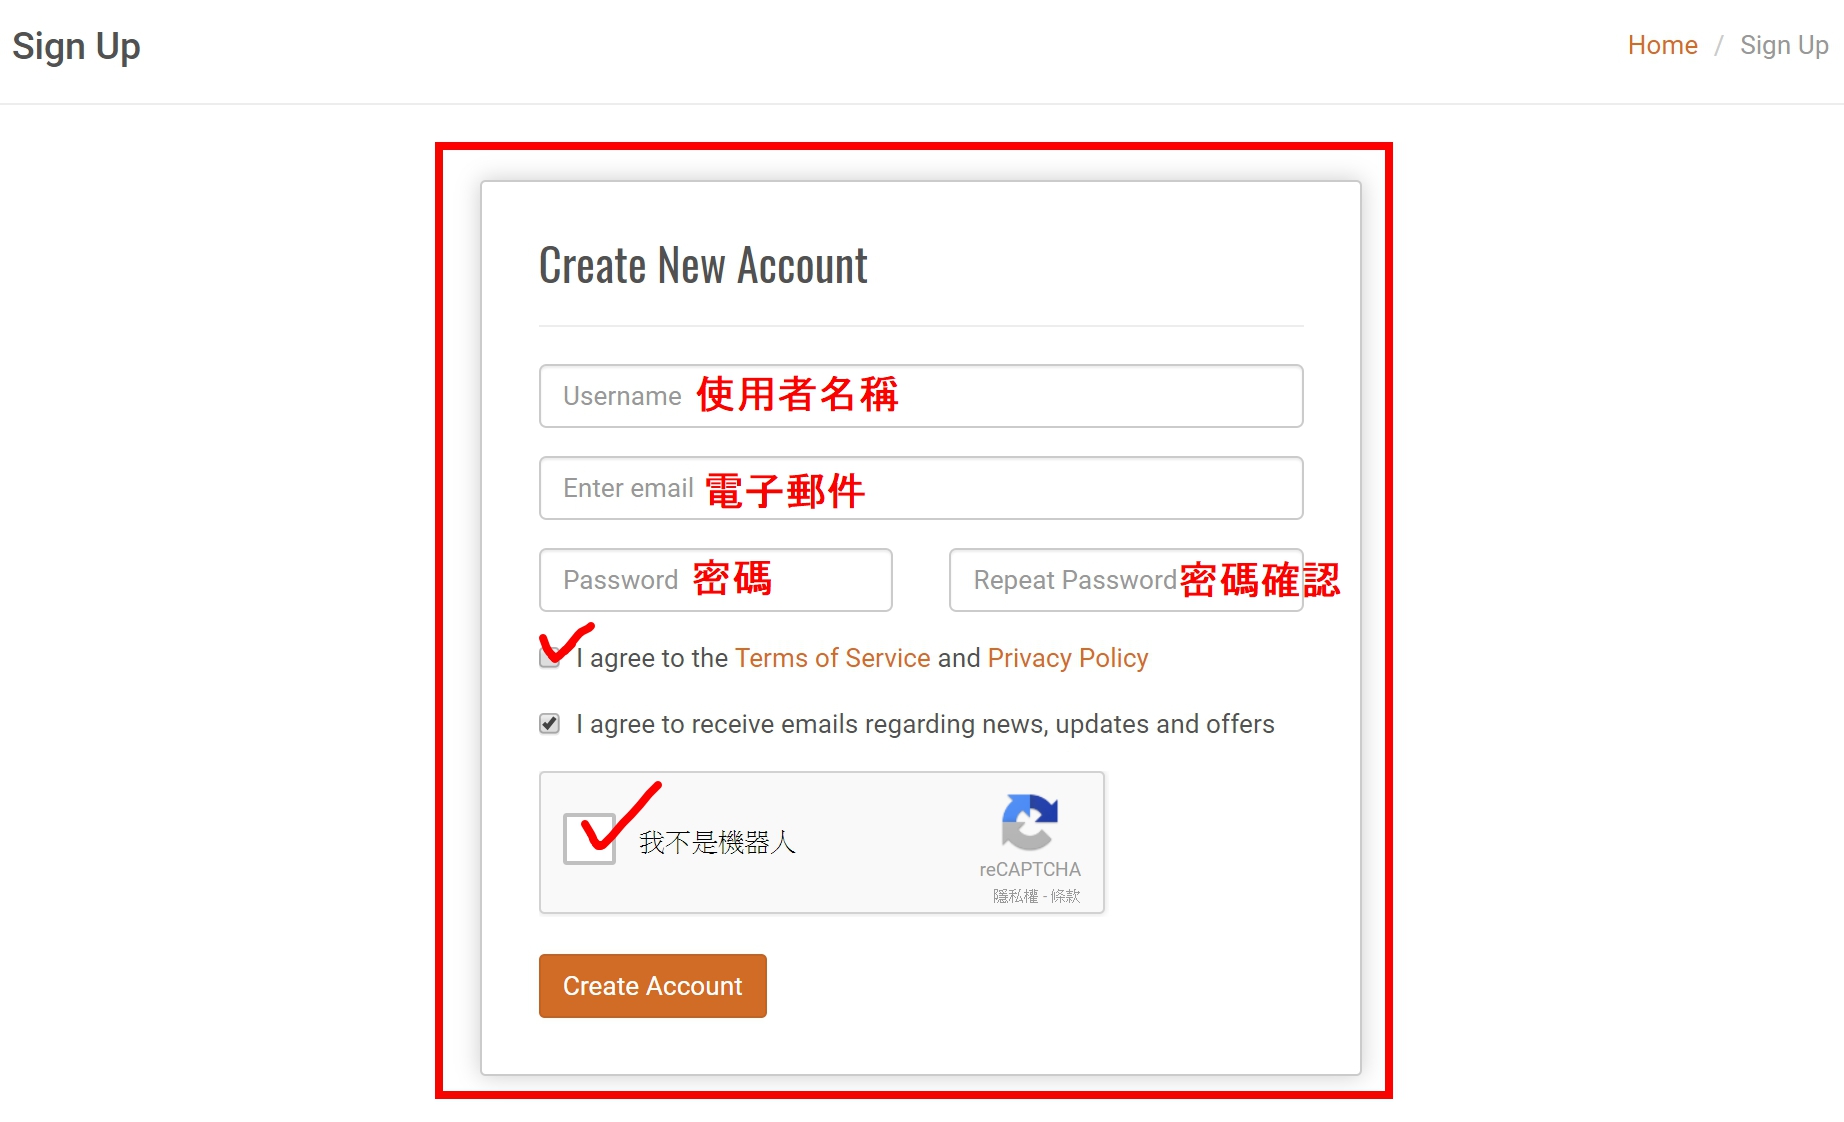 Sign Up
Home / Sign Up
Create New Account
Username 使用者名稱
Enter email 電子郵件
Password 密碼
Repeat Password 密碼確認
I agree to the Terms of Service and Privacy Policy
I agree to receive emails regarding news, updates and offers
我不是機器人
reCAPTCHA
隱私權 - 條款
Create Account